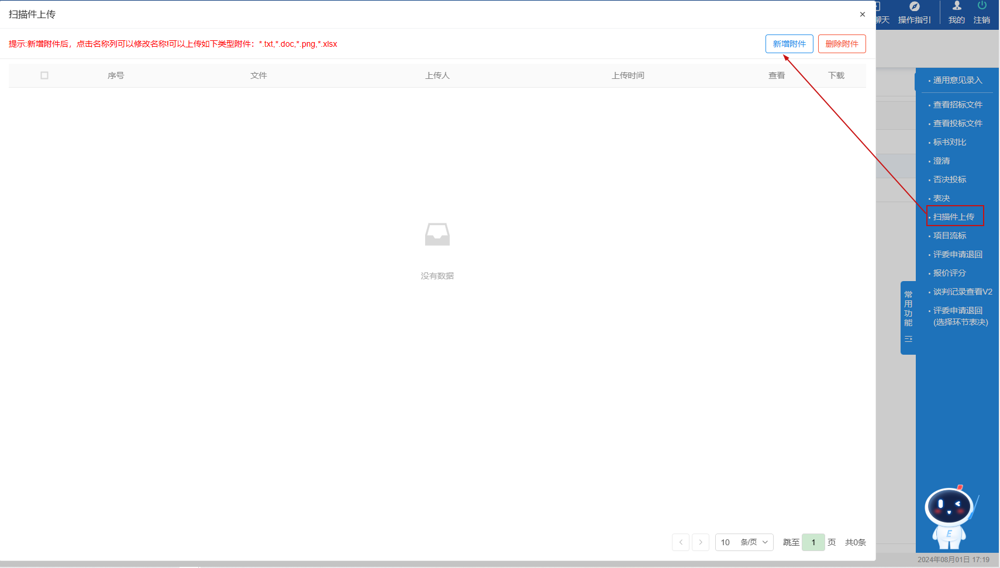 扫描件上传
×
聊天
操作指引
我的
注销
提示:新增附件后，点击名称列可以修改名称!可以上传如下类型附件：*.txt,*.doc,*.png,*.xlsx
新增附件
删除附件
序号
文件
上传人
上传时间
查看
下载
没有数据
10 条/页
跳至 1 页
共0条
通用意见录入
查看招标文件
查看投标文件
标书对比
澄清
否决投标
表决
扫描件上传
项目流标
评委申请退回
报价评分
谈判记录查看V2
评委申请退回
(选择环节表决)
常用功能
E
2024年08月01日 17:19